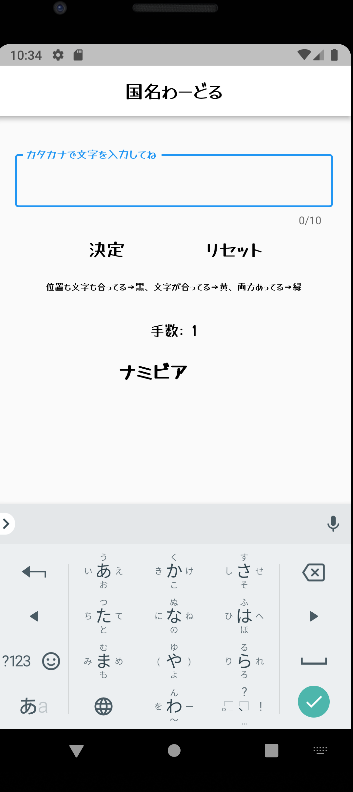 10:34
国名わーどる
カタカナで文字を入力してね
0/10
決定 リセット
位置も文字も合ってる→黒、文字が合ってる→黄、両方あってる→緑
手数: 1
ナミビア
う く す
いあえ きかけ しさせ
お こ そ
つ ぬ ふ
ちたて になね ひはへ
と の ほ
む ゆ る
?123 みまめ (や) りられ
も よ ろ
ん ?
あa をわー 。、!
〜 …